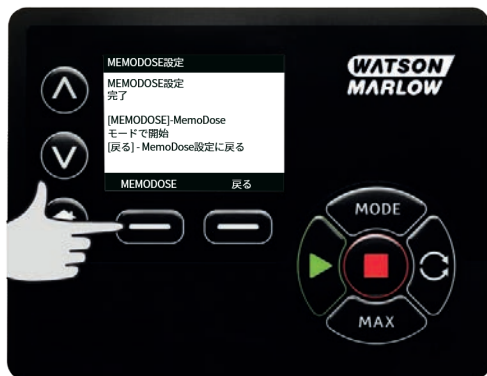 MEMODOSE設定
MEMODOSE設定
完了
[MEMODOSE]-MemoDose
モードで開始
[戻る] - MemoDose設定に戻る
MEMODOSE 戻る
WATSON
MARLOW
MODE
MAX